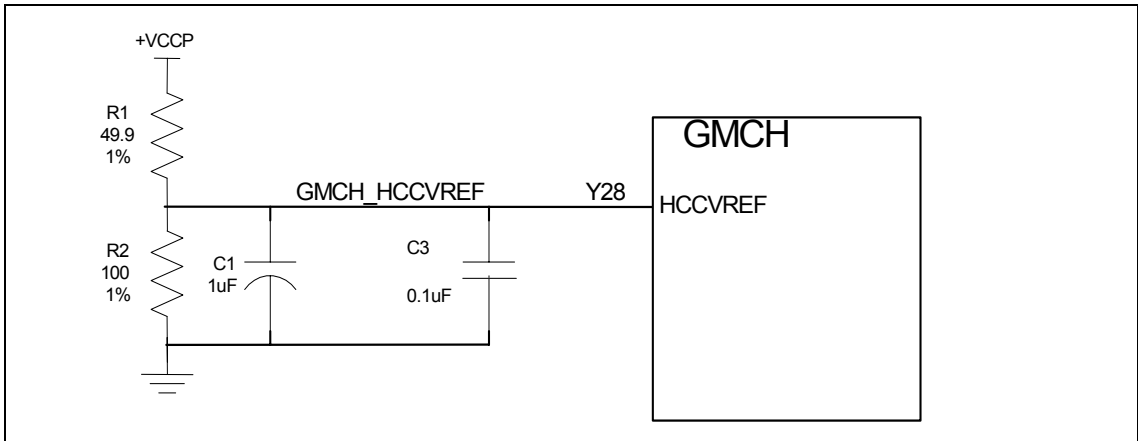 +VCCP
R1
49.9
1%
GMCH
GMCH_HCCVREF
Y28
HCCVREF
R2
100
1%
C1
1uF
C3
0.1uF